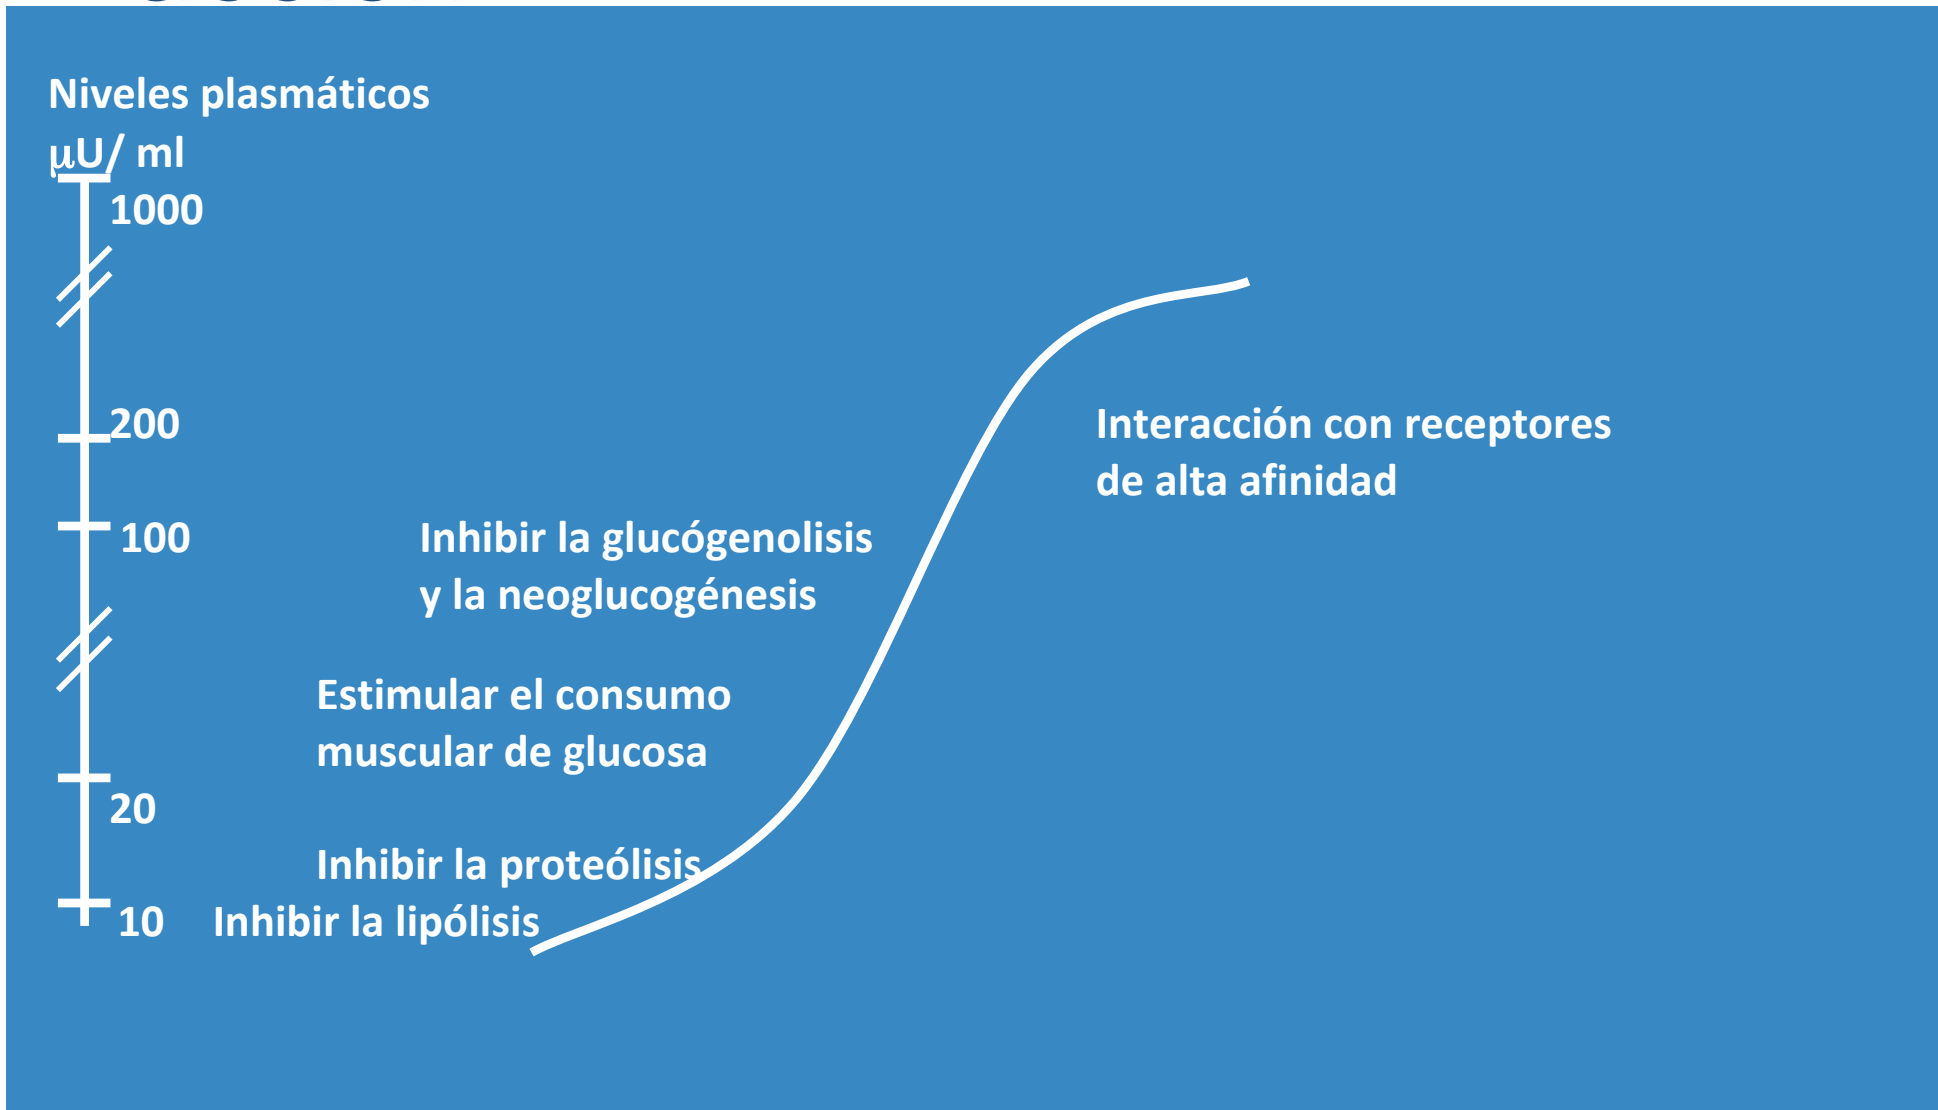 Niveles plasmáticos
μU/ ml
1000
200
Interacción con receptores
de alta afinidad
100
Inhibir la glucógenolisis
y la neoglucogénesis
Estimular el consumo
muscular de glucosa
20
Inhibir la proteólisis
10
Inhibir la lipólisis